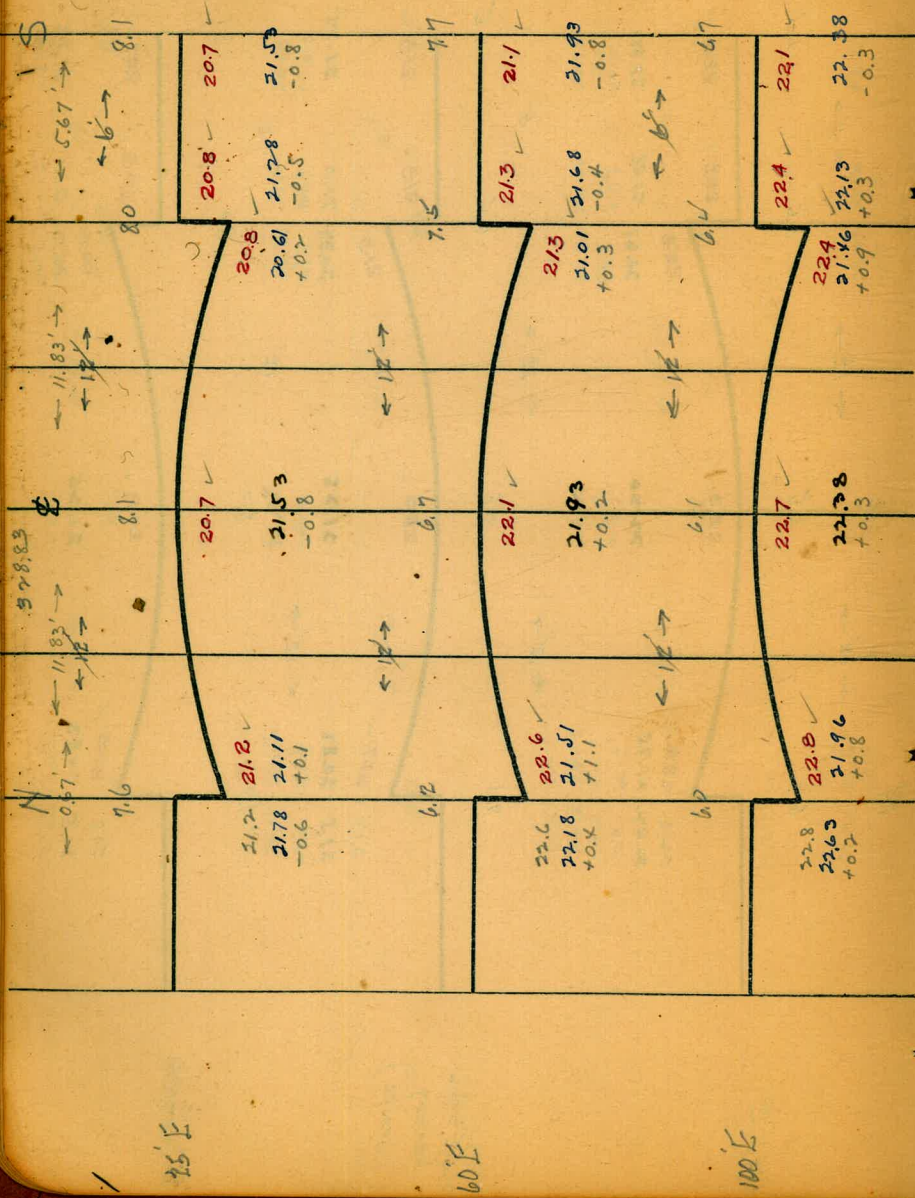 N 328.83 ℄ S
← 0.67' → ← 11.83' → ← 11.83' → ← 5.67' →
← 12' → ← 12' → ← 6' →
7.6 8.1 8.0 8.1
45'E
20.7 20.8 20.7
21.2 21.2 20.8
21.78 21.11 21.53 20.61 21.28 21.53
-0.6 +0.1 -0.8 +0.2 -0.5 -0.8
← 12' → ← 12' →
6.2 6.7 7.5 7.7
60'E
22.1 21.3 21.1
22.6 22.6 21.3
22.18 21.51 21.93 21.01 21.68 21.93
+0.4 +1.1 +0.2 +0.3 -0.4 -0.8
← 12' → ← 12' → ← 6' →
6.0 6.1 6.4 6.7
100'E
22.7 22.4 22.1
22.8 22.8 22.4
22.63 21.96 22.38 21.46 22.13 22.38
+0.2 +0.8 +0.3 +0.9 +0.3 -0.3